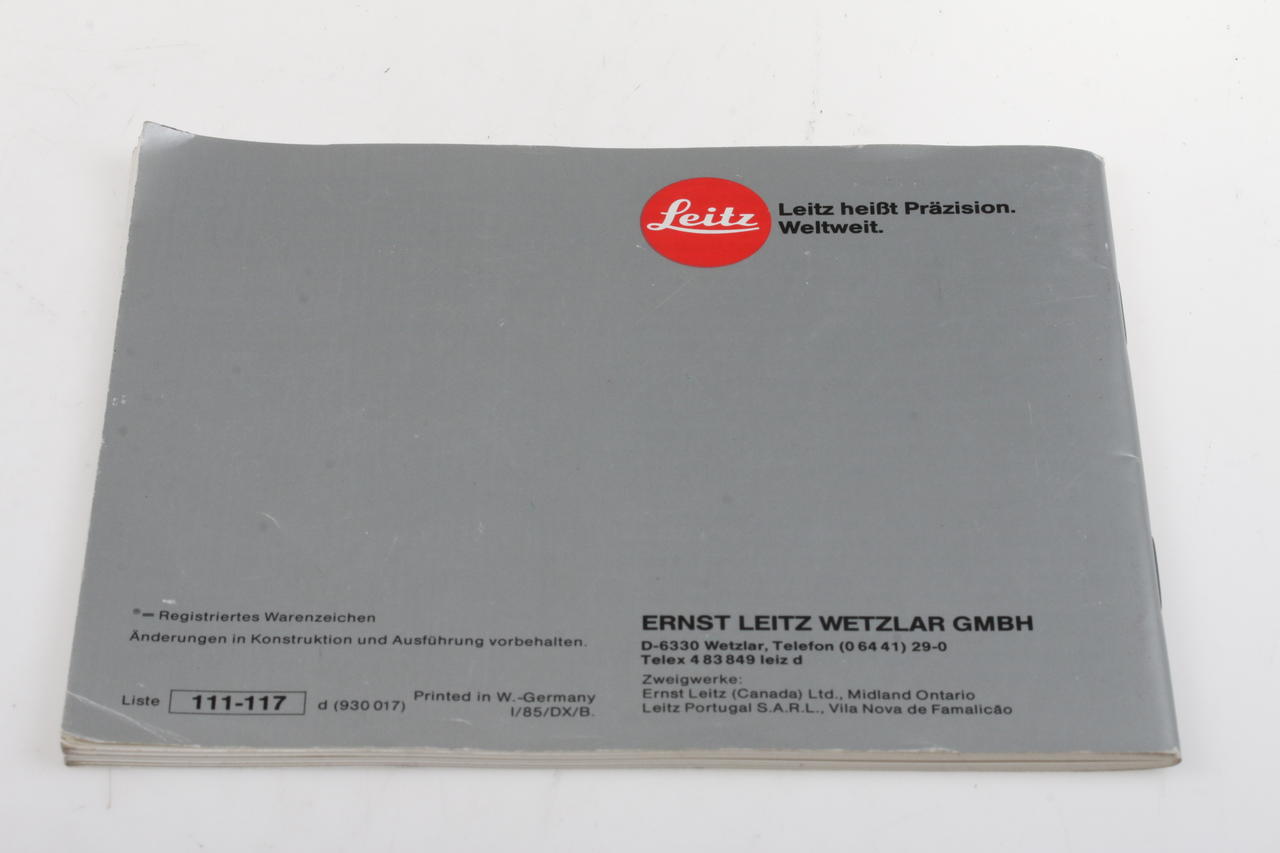 Leitz
Leitz heißt Präzision.
Weltweit.
®= Registriertes Warenzeichen
Änderungen in Konstruktion und Ausführung vorbehalten.
Liste 111-117 d (930 017) Printed in W.-Germany
I/85/DX/B.
ERNST LEITZ WETZLAR GMBH
D-6330 Wetzlar, Telefon (0 64 41) 29-0
Telex 4 83 849 leiz d
Zweigwerke:
Ernst Leitz (Canada) Ltd., Midland Ontario
Leitz Portugal S.A.R.L., Vila Nova de Famalicão